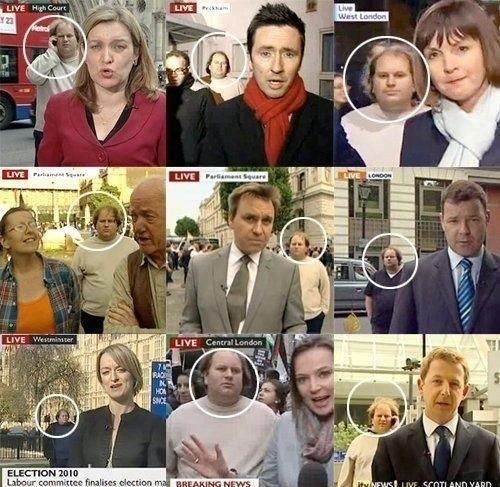 LIVE High Court
LIVE Peckham
Live
West London
LIVE Parliament Square
LIVE Parliament Square
LIVE LONDON
LIVE Westminster
ELECTION 2010
Labour committee finalises election ma
LIVE Central London
BREAKING NEWS
itv NEWS LIVE SCOTLAND YARD